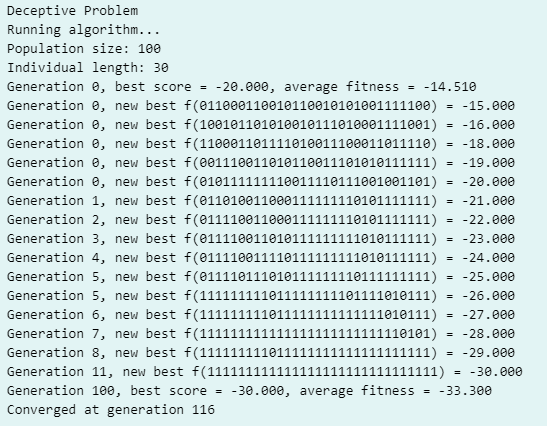 Deceptive Problem
Running algorithm...
Population size: 100
Individual length: 30
Generation 0, best score = -20.000, average fitness = -14.510
Generation 0, new best f(011000110010110010101001111100) = -15.000
Generation 0, new best f(100101101010010111010001111001) = -16.000
Generation 0, new best f(110001101111010011100011011110) = -18.000
Generation 0, new best f(001110011010110011101010111111) = -19.000
Generation 0, new best f(010111111111001111011100100​1101) = -20.000
Generation 1, new best f(011010011000111111110101111111) = -21.000
Generation 2, new best f(011111001100011111110101111111) = -22.000
Generation 3, new best f(011111001101011111111010111111) = -23.000
Generation 4, new best f(011111001111011111111010111111) = -24.000
Generation 5, new best f(011110111010111111110111111111) = -25.000
Generation 5, new best f(111111111011111111101111010111) = -26.000
Generation 6, new best f(111111111011111111111111010111) = -27.000
Generation 7, new best f(111111111111111111111111110101) = -28.000
Generation 8, new best f(111111111101111111111111111111) = -29.000
Generation 11, new best f(111111111111111111111111111111) = -30.000
Generation 100, best score = -30.000, average fitness = -33.300
Converged at generation 116